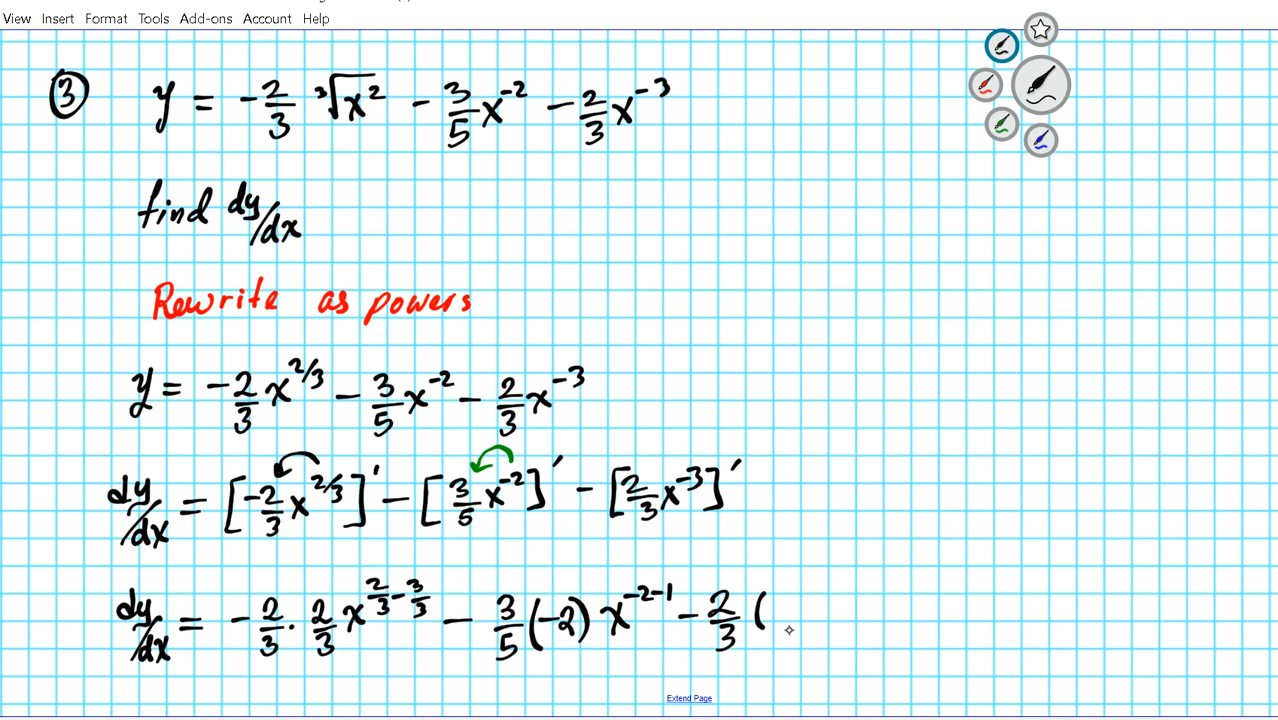 View Insert Format Tools Add-ons Account Help
③ y = -2/3 ∛x² - 3/5 x⁻² - 2/3 x⁻³
find dy/dx
Rewrite as powers
y = -2/3 x^(2/3) - 3/5 x⁻² - 2/3 x⁻³
dy/dx = [-2/3 x^(2/3)]' - [3/5 x⁻²]' - [2/3 x⁻³]'
dy/dx = -2/3 · 2/3 x^(2/3 - 3/3) - 3/5 (-2) x^(-2-1) - 2/3 (
Extend Page